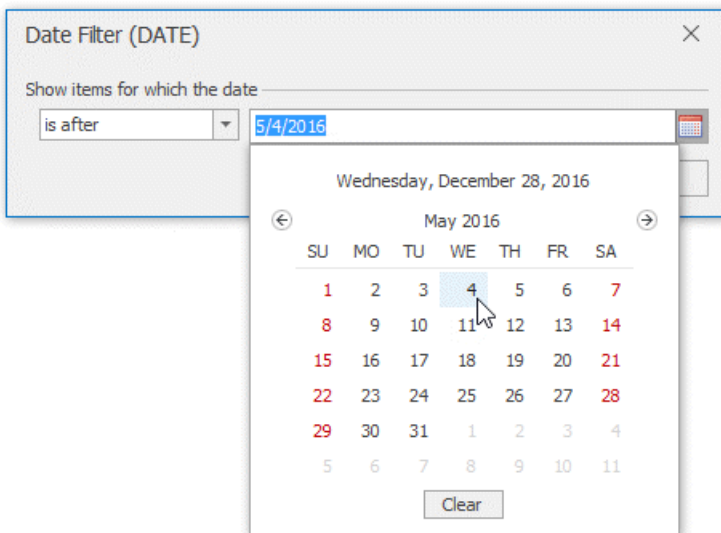 Date Filter (DATE)
Show items for which the date
is after 5/4/2016
Wednesday, December 28, 2016
May 2016
SU MO TU WE TH FR SA
1 2 3 4 5 6 7
8 9 10 11 12 13 14
15 16 17 18 19 20 21
22 23 24 25 26 27 28
29 30 31 1 2 3 4
5 6 7 8 9 10 11
Clear